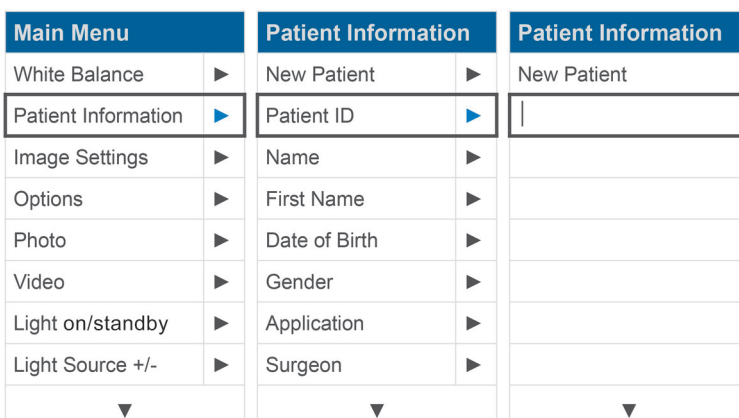 Main Menu
White Balance
Patient Information
Image Settings
Options
Photo
Video
Light on/standby
Light Source +/-
Patient Information
New Patient
Patient ID
Name
First Name
Date of Birth
Gender
Application
Surgeon
Patient Information
New Patient